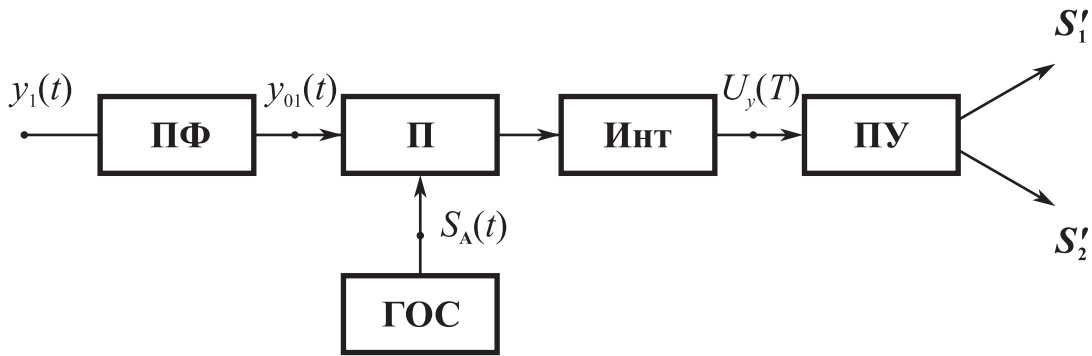 S′₁
y₁(t) y₀₁(t) U_y(T)
ПФ П Инт ПУ
S_А(t)
S′₂
ГОС